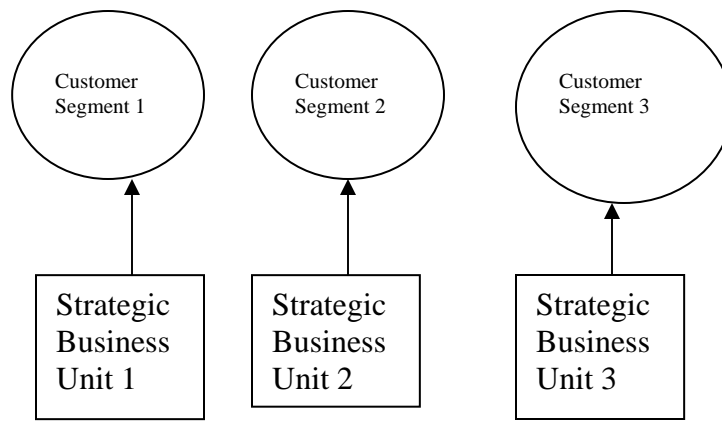 Customer
Segment 1
Customer
Segment 2
Customer
Segment 3
Strategic
Business
Unit 1
Strategic
Business
Unit 2
Strategic
Business
Unit 3